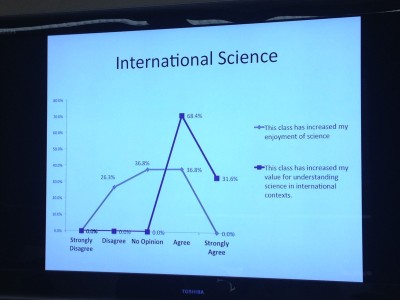 International Science
80.0%
70.0%
60.0%
50.0%
40.0%
30.0%
20.0%
10.0%
0.0%
68.4%
36.8%
36.8%
31.6%
26.3%
0.0%
0.0%
0.0%
0.0%
Strongly Disagree
Disagree
No Opinion
Agree
Strongly Agree
This class has increased my
enjoyment of science
This class has increased my
value for understanding
science in international
contexts.
TOSHIBA